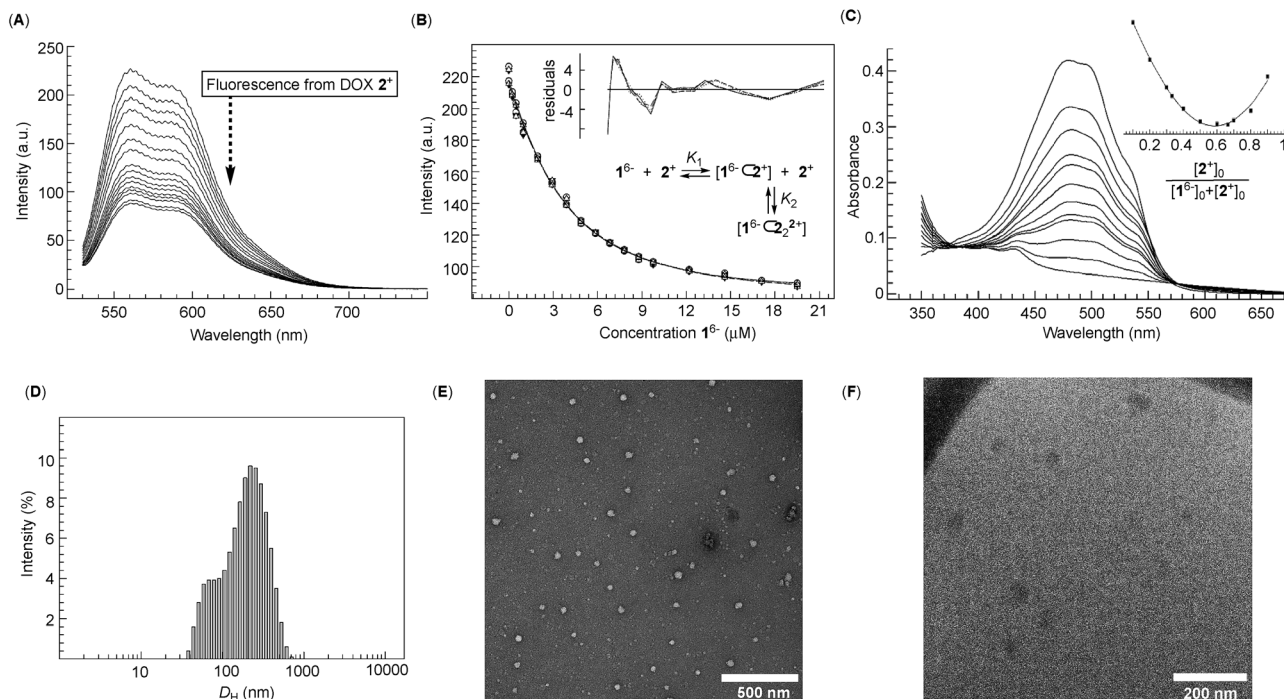 (A)
250
200
150
100
50
0
Intensity (a.u.)
Fluorescence from DOX 2⁺
550
600
650
700
Wavelength (nm)
(B)
220
200
180
160
140
120
100
Intensity (a.u.)
4
0
-4
residuals
1⁶⁻ + 2⁺ K₁ [1⁶⁻⊂2⁺] + 2⁺
K₂
[1⁶⁻⊂2₂²⁺]
0
3
6
9
12
15
18
21
Concentration 1⁶⁻ (μM)
(C)
0.4
0.3
0.2
0.1
0
Absorbance
0.2
0.4
0.6
0.8
1
[2⁺]₀
[1⁶⁻]₀+[2⁺]₀
350
400
450
500
550
600
650
Wavelength (nm)
(D)
10
8
6
4
2
Intensity (%)
10
100
1000
10000
D_H (nm)
(E)
500 nm
(F)
200 nm